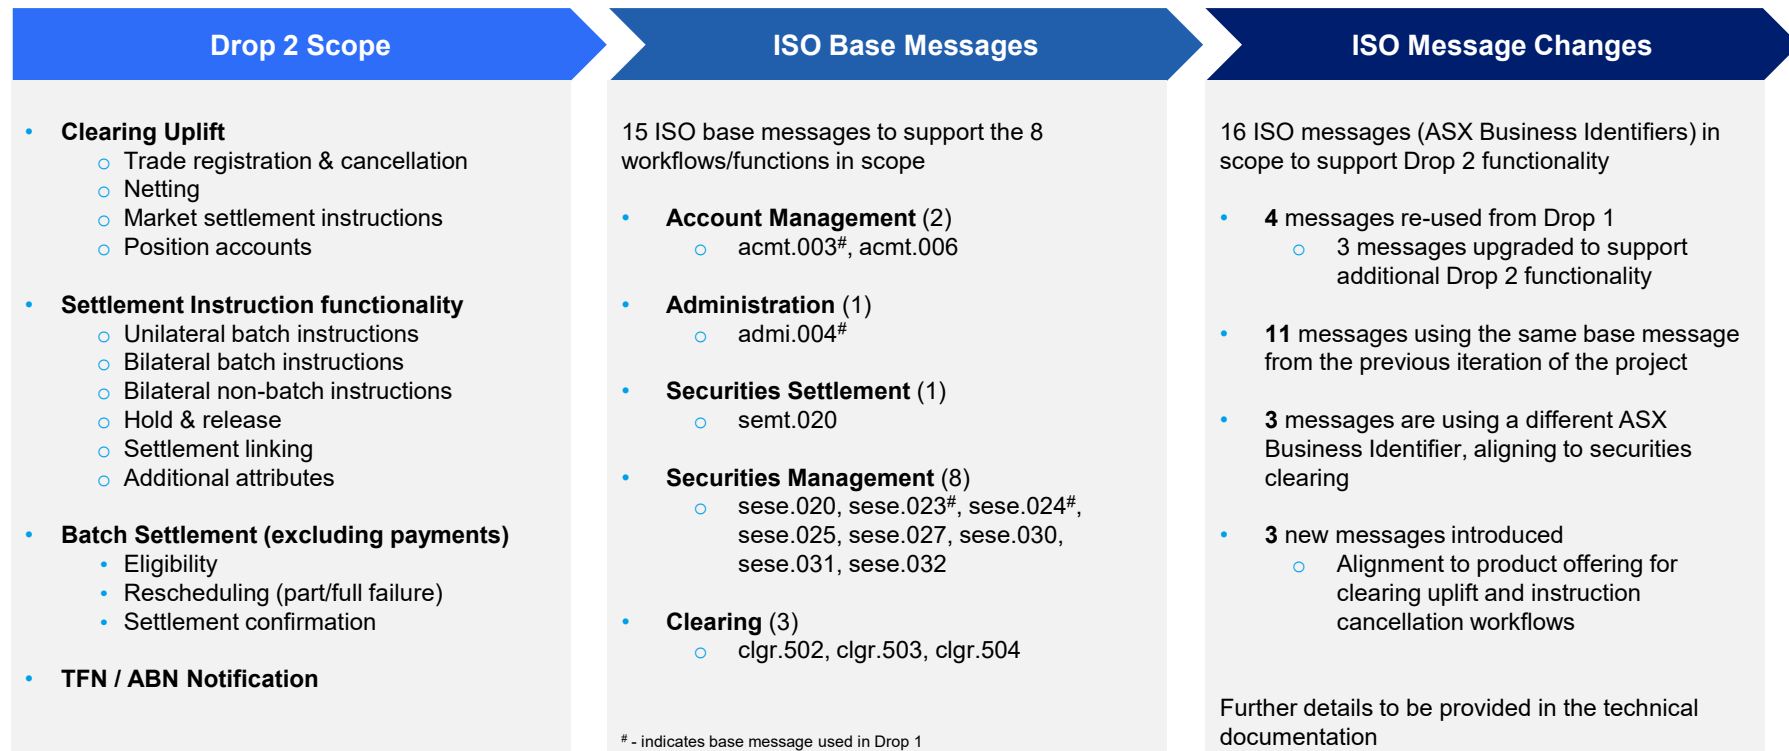 Drop 2 Scope
• Clearing Uplift
o Trade registration & cancellation
o Netting
o Market settlement instructions
o Position accounts
• Settlement Instruction functionality
o Unilateral batch instructions
o Bilateral batch instructions
o Bilateral non-batch instructions
o Hold & release
o Settlement linking
o Additional attributes
• Batch Settlement (excluding payments)
• Eligibility
• Rescheduling (part/full failure)
• Settlement confirmation
• TFN / ABN Notification
ISO Base Messages
15 ISO base messages to support the 8
workflows/functions in scope
• Account Management (2)
o acmt.003#, acmt.006
• Administration (1)
o admi.004#
• Securities Settlement (1)
o semt.020
• Securities Management (8)
o sese.020, sese.023#, sese.024#,
sese.025, sese.027, sese.030,
sese.031, sese.032
• Clearing (3)
o clgr.502, clgr.503, clgr.504
# - indicates base message used in Drop 1
ISO Message Changes
16 ISO messages (ASX Business Identifiers) in
scope to support Drop 2 functionality
• 4 messages re-used from Drop 1
o 3 messages upgraded to support
additional Drop 2 functionality
• 11 messages using the same base message
from the previous iteration of the project
• 3 messages are using a different ASX
Business Identifier, aligning to securities
clearing
• 3 new messages introduced
o Alignment to product offering for
clearing uplift and instruction
cancellation workflows
Further details to be provided in the technical
documentation